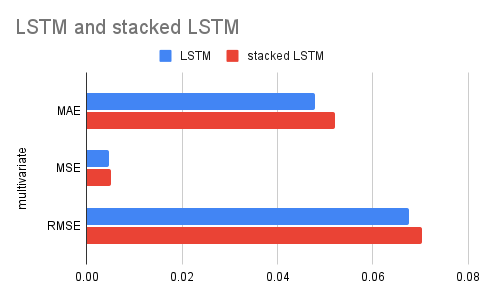 LSTM and stacked LSTM
LSTM stacked LSTM
multivariate
MAE
MSE
RMSE
0.00 0.02 0.04 0.06 0.08